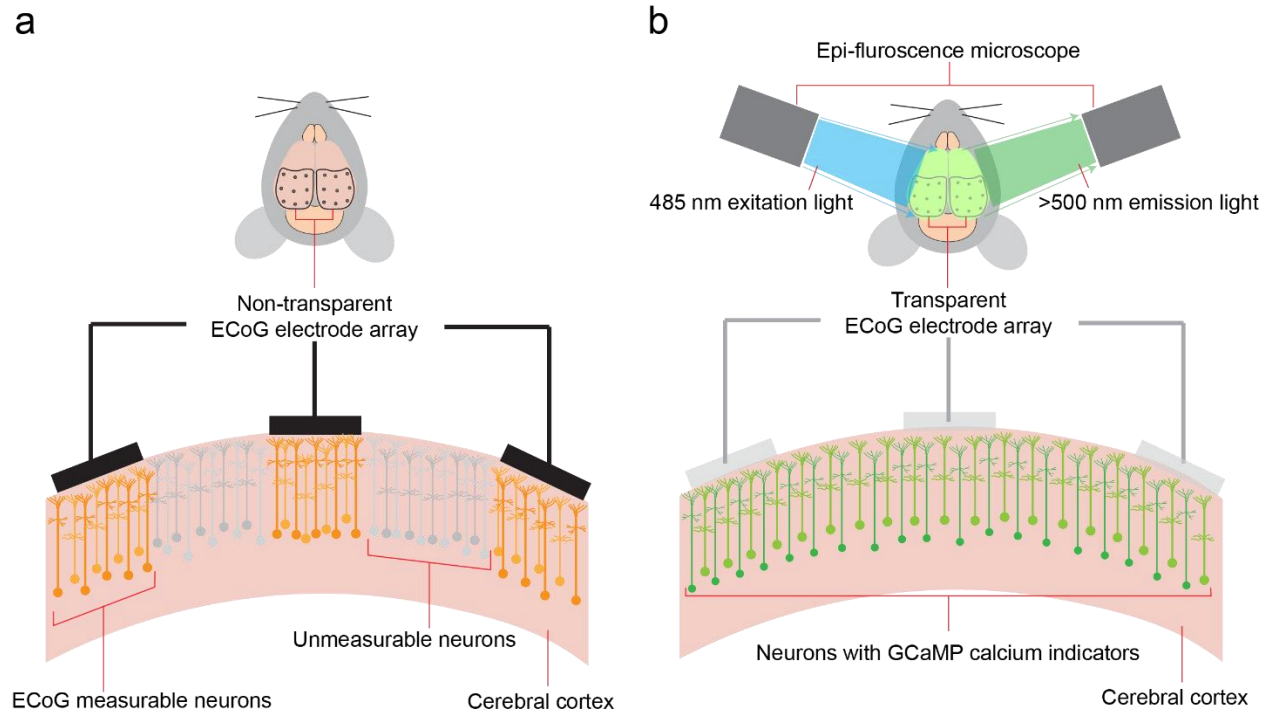 a
Non-transparent
ECoG electrode array
Unmeasurable neurons
ECoG measurable neurons
Cerebral cortex
b
Epi-fluroscence microscope
485 nm exitation light
>500 nm emission light
Transparent
ECoG electrode array
Neurons with GCaMP calcium indicators
Cerebral cortex